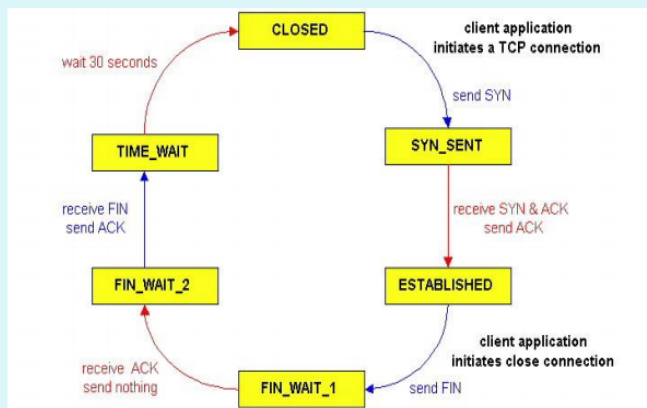 CLOSED
client application
initiates a TCP connection
wait 30 seconds
send SYN
TIME_WAIT
SYN_SENT
receive FIN
send ACK
receive SYN & ACK
send ACK
FIN_WAIT_2
ESTABLISHED
client application
initiates close connection
receive ACK
send nothing
FIN_WAIT_1
send FIN